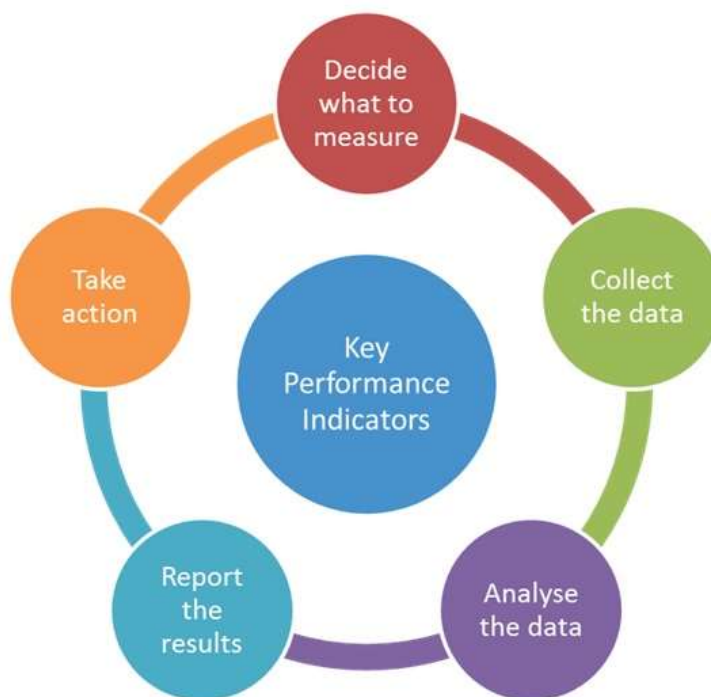 Decide
what to
measure
Collect
the data
Analyse
the data
Report
the
results
Take
action
Key
Performance
Indicators